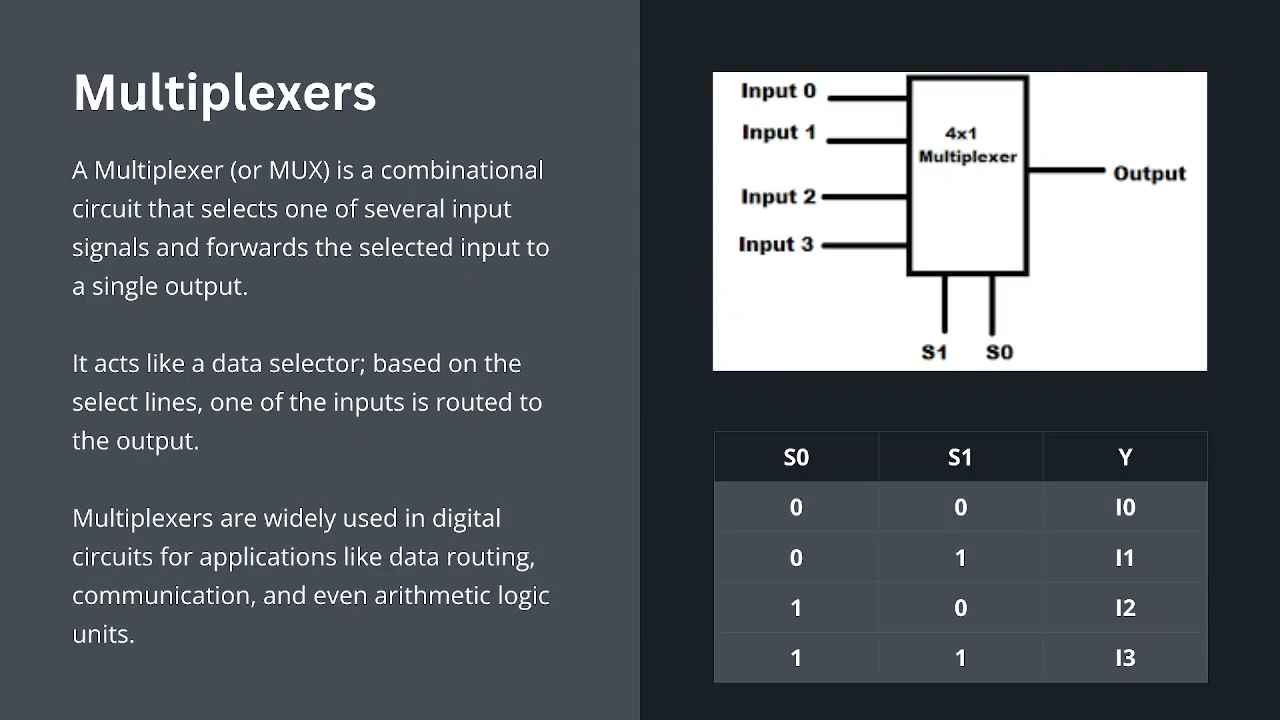 Multiplexers
A Multiplexer (or MUX) is a combinational
circuit that selects one of several input
signals and forwards the selected input to
a single output.
It acts like a data selector; based on the
select lines, one of the inputs is routed to
the output.
Multiplexers are widely used in digital
circuits for applications like data routing,
communication, and even arithmetic logic
units.
Input 0
Input 1
4x1
Multiplexer
Output
Input 2
Input 3
S1 S0
S0 S1 Y
0 0 I0
0 1 I1
1 0 I2
1 1 I3